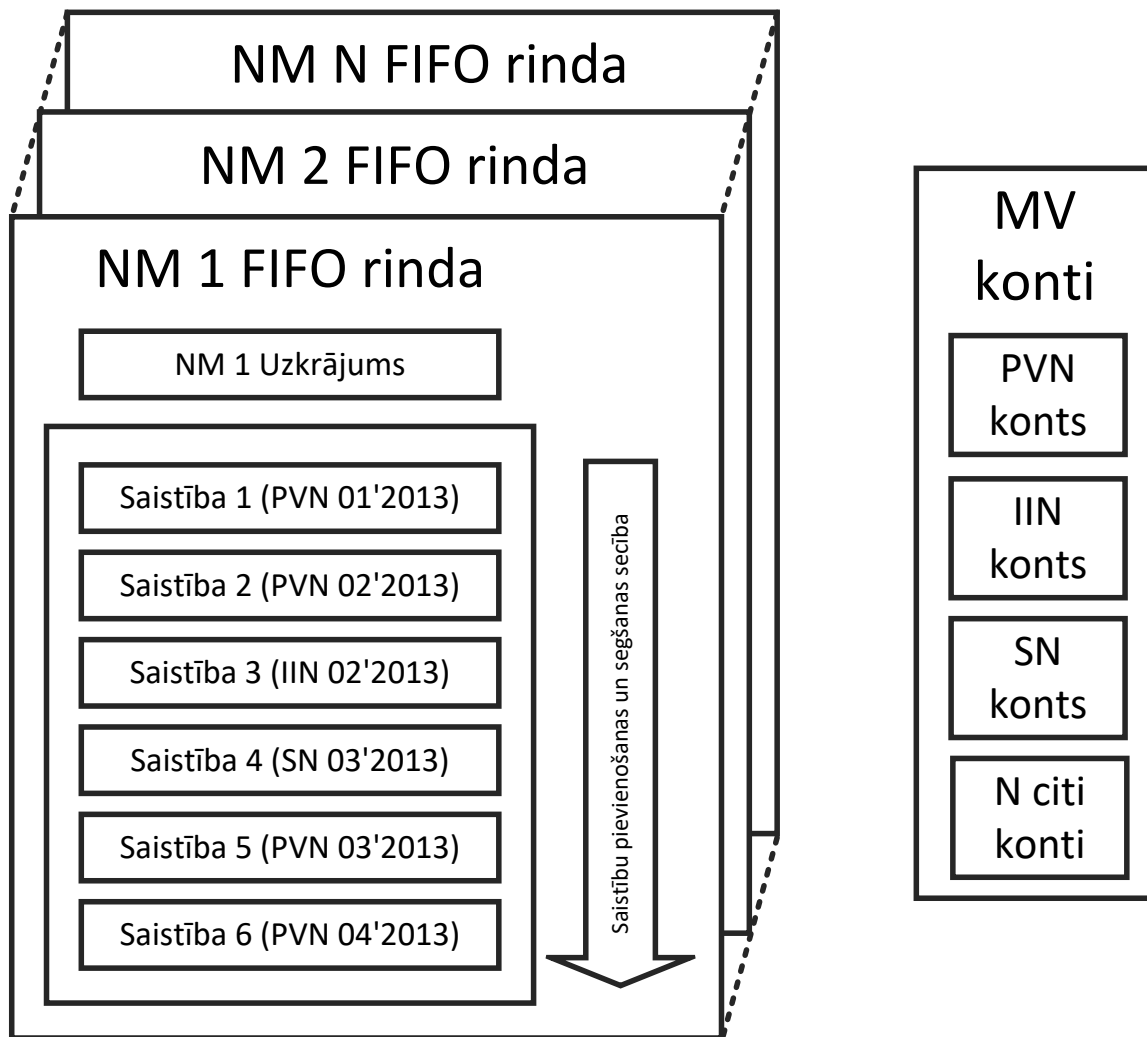 NM N FIFO rinda
NM 2 FIFO rinda
NM 1 FIFO rinda
NM 1 Uzkrājums
Saistība 1 (PVN 01'2013)
Saistība 2 (PVN 02'2013)
Saistība 3 (IIN 02'2013)
Saistība 4 (SN 03'2013)
Saistība 5 (PVN 03'2013)
Saistība 6 (PVN 04'2013)
Saistību pievienošanas un segšanas secība
MV
konti
PVN
konts
IIN
konts
SN
konts
N citi
konti